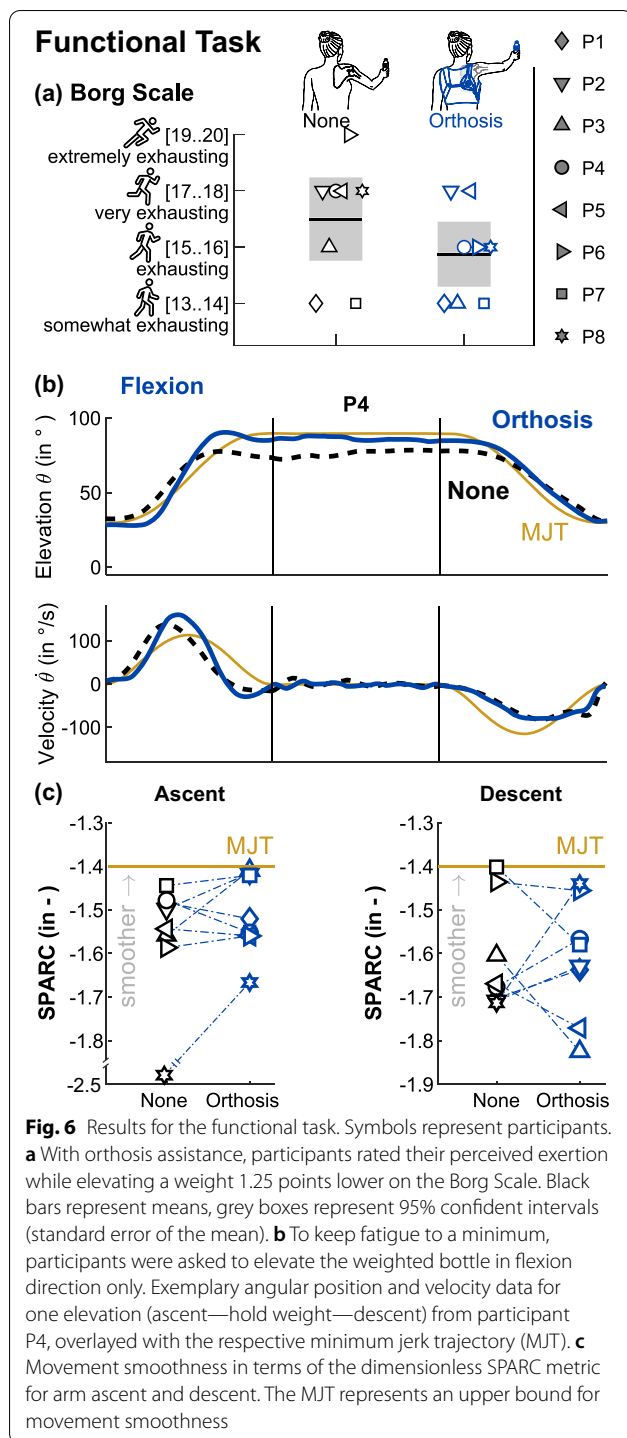 Functional Task
(a) Borg Scale
None
Orthosis
P1
P2
P3
P4
P5
P6
P7
P8
[19..20]
extremely exhausting
[17..18]
very exhausting
[15..16]
exhausting
[13..14]
somewhat exhausting
(b)
Flexion
P4
Orthosis
None
MJT
Elevation θ (in °)
100
50
0
Velocity θ̇ (in °/s)
100
0
-100
(c)
Ascent
MJT
SPARC (in -)
smoother →
-1.3
-1.4
-1.5
-1.6
-1.7
-1.8
-2.5
None
Orthosis
Descent
MJT
SPARC (in -)
smoother →
-1.3
-1.4
-1.5
-1.6
-1.7
-1.8
-1.9
None
Orthosis
Fig. 6 Results for the functional task. Symbols represent participants.
a With orthosis assistance, participants rated their perceived exertion
while elevating a weight 1.25 points lower on the Borg Scale. Black
bars represent means, grey boxes represent 95% confident intervals
(standard error of the mean). b To keep fatigue to a minimum,
participants were asked to elevate the weighted bottle in flexion
direction only. Exemplary angular position and velocity data for
one elevation (ascent—hold weight—descent) from participant
P4, overlayed with the respective minimum jerk trajectory (MJT). c
Movement smoothness in terms of the dimensionless SPARC metric
for arm ascent and descent. The MJT represents an upper bound for
movement smoothness